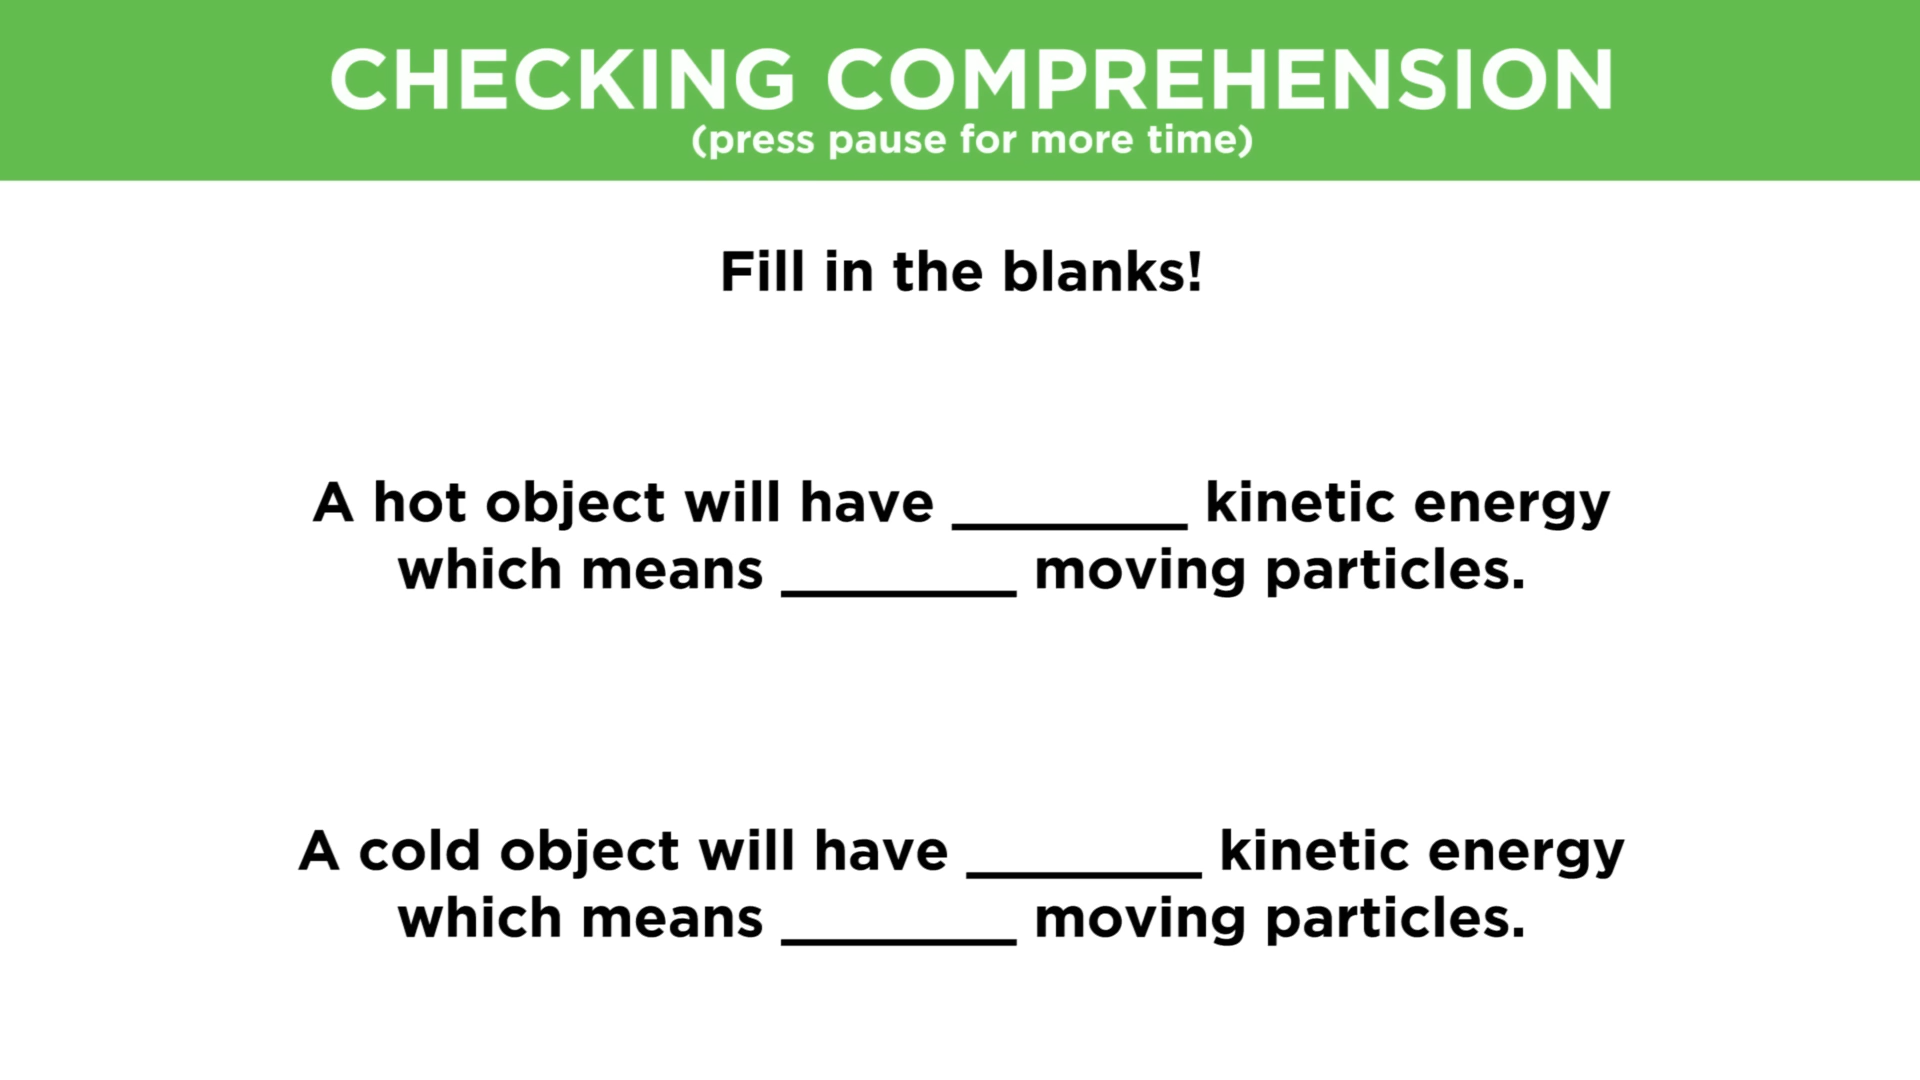 CHECKING COMPREHENSION
(press pause for more time)
Fill in the blanks!
A hot object will have ________ kinetic energy
which means ________ moving particles.
A cold object will have ________ kinetic energy
which means ________ moving particles.